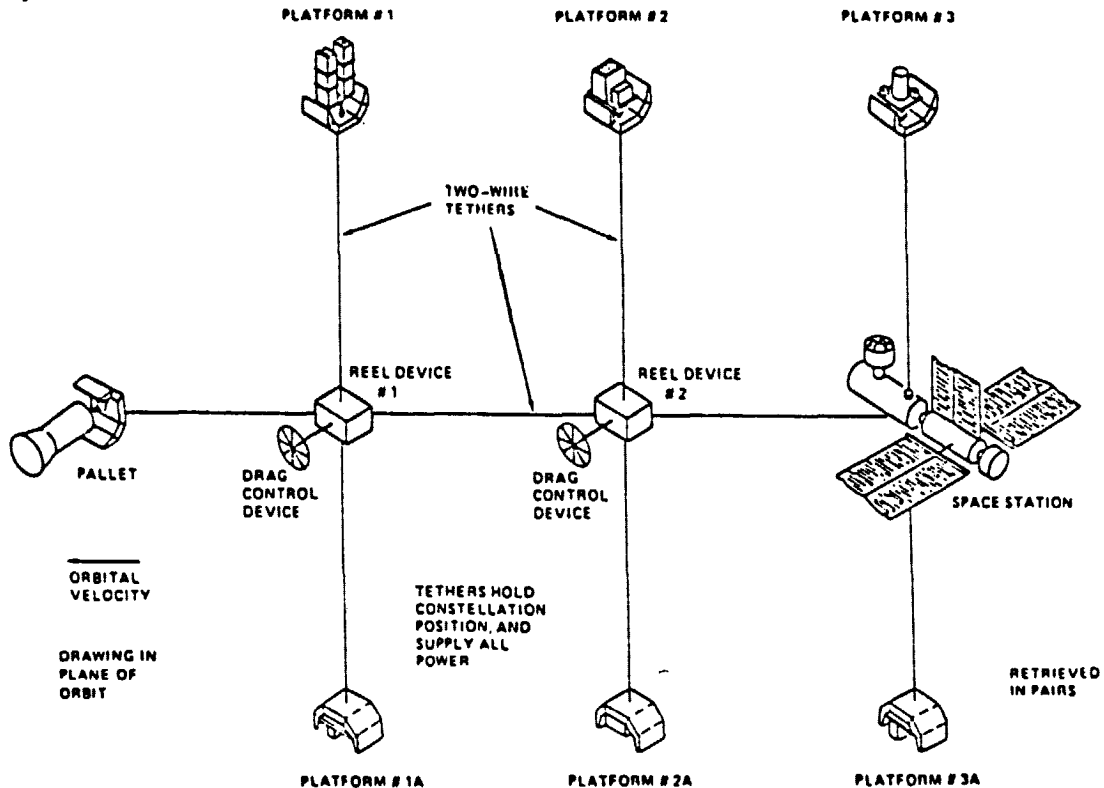 PLATFORM #1
PLATFORM #2
PLATFORM #3
TWO-WIRE
TETHERS
REEL DEVICE
#1
REEL DEVICE
#2
PALLET
DRAG
CONTROL
DEVICE
DRAG
CONTROL
DEVICE
SPACE STATION
ORBITAL
VELOCITY
TETHERS HOLD
CONSTELLATION
POSITION, AND
SUPPLY ALL
POWER
DRAWING IN
PLANE OF
ORBIT
RETRIEVED
IN PAIRS
PLATFORM #1A
PLATFORM #2A
PLATFORM #3A